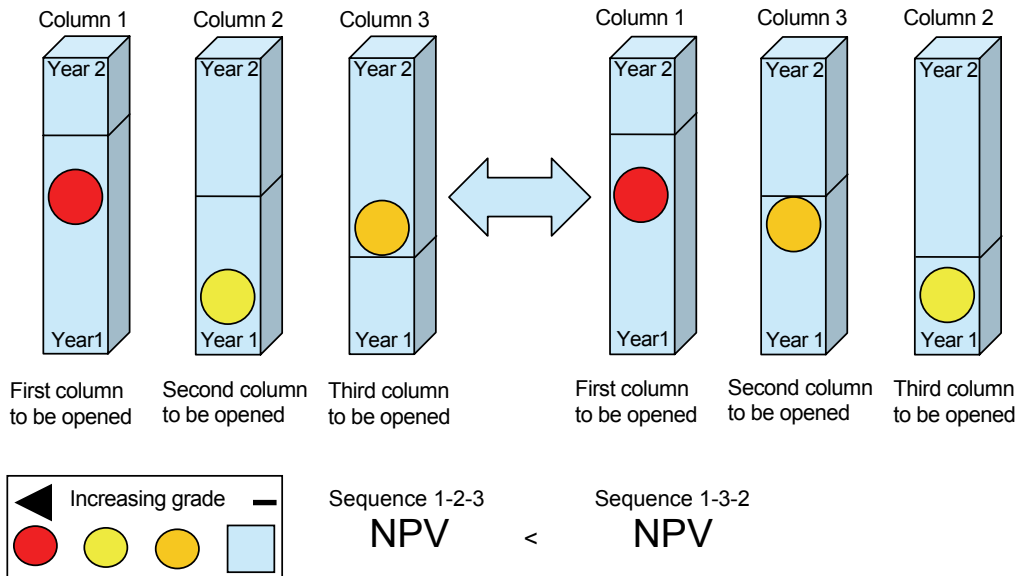 Column 1 Column 2 Column 3 Column 1 Column 3 Column 2
Year 2 Year 2 Year 2 Year 2 Year 2 Year 2
Year1 Year 1 Year 1 Year1 Year 1 Year 1
First column Second column Third column First column Second column Third column
to be opened to be opened to be opened to be opened to be opened to be opened
Increasing grade
Sequence 1-2-3 Sequence 1-3-2
NPV < NPV